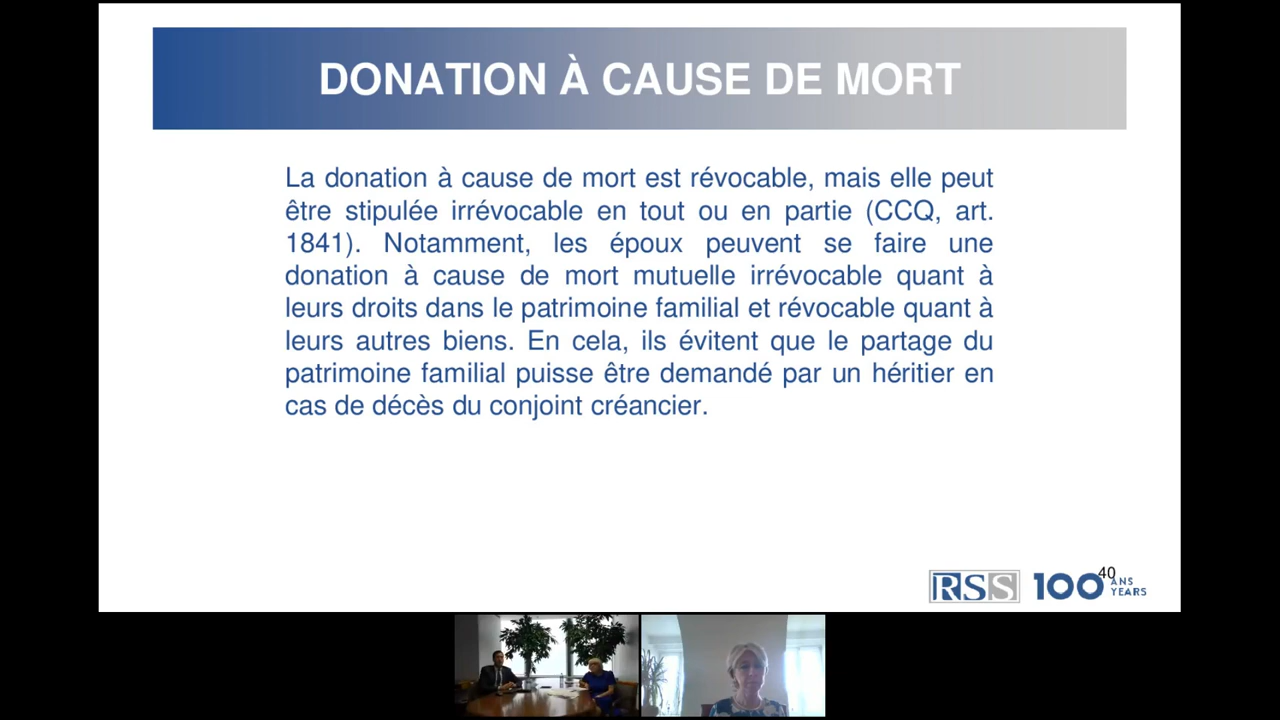 DONATION À CAUSE DE MORT
La donation à cause de mort est révocable, mais elle peut
être stipulée irrévocable en tout ou en partie (CCQ, art.
1841). Notamment, les époux peuvent se faire une
donation à cause de mort mutuelle irrévocable quant à
leurs droits dans le patrimoine familial et révocable quant à
leurs autres biens. En cela, ils évitent que le partage du
patrimoine familial puisse être demandé par un héritier en
cas de décès du conjoint créancier.
40
RSS 100 ANS
YEARS